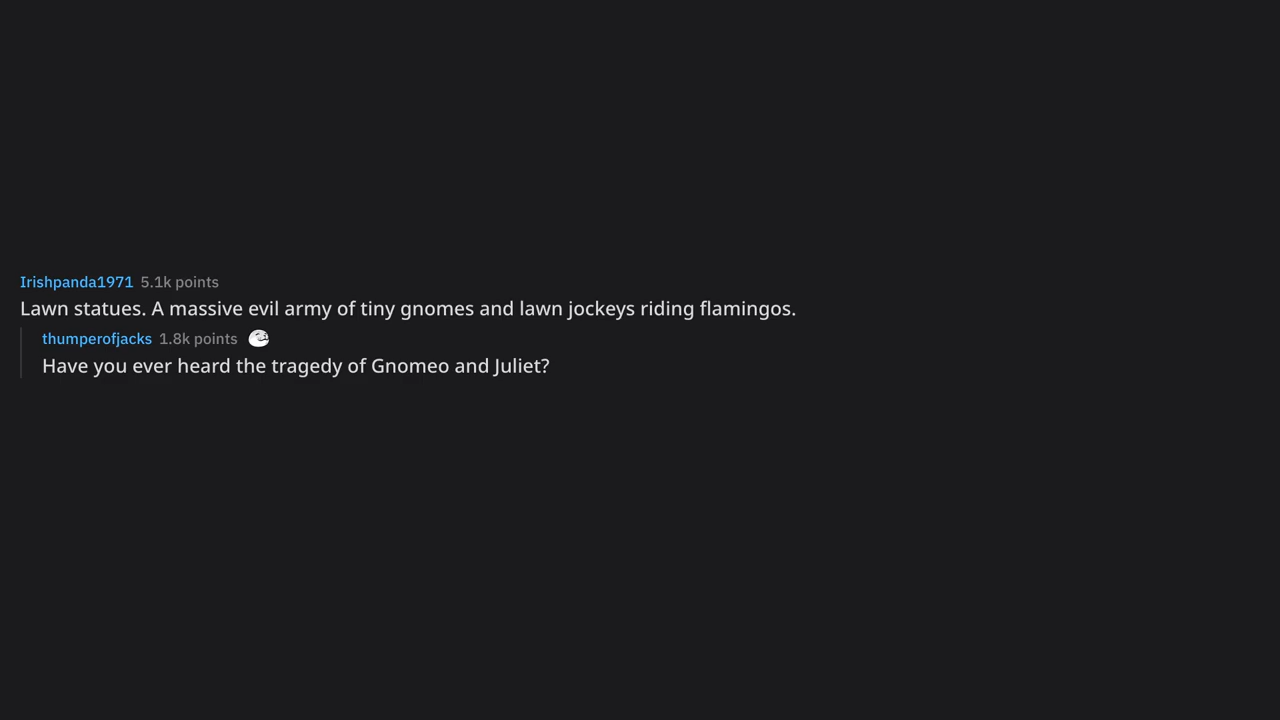 Irishpanda1971 5.1k points
Lawn statues. A massive evil army of tiny gnomes and lawn jockeys riding flamingos.
thumperofjacks 1.8k points
Have you ever heard the tragedy of Gnomeo and Juliet?